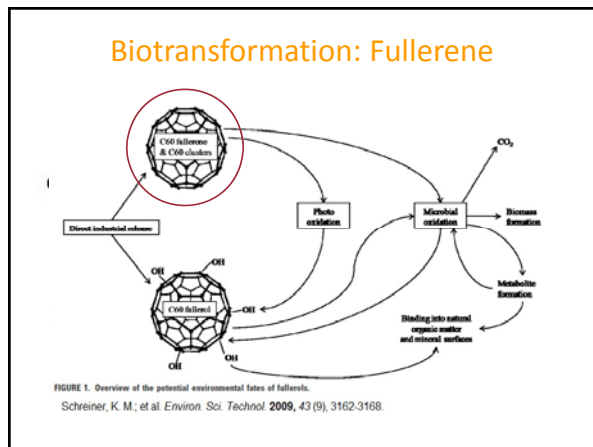 Biotransformation: Fullerene
C60 fullerene
& C60 clusters
CO2
Direct industrial release
Photo
oxidation
Microbial
oxidation
Biomass
formation
OH
OH
OH
C60 fullerol
OH
OH
Metabolite
formation
Binding into natural
organic matter
and mineral surfaces
FIGURE 1. Overview of the potential environmental fates of fullerols.
Schreiner, K. M.; et al. Environ. Sci. Technol. 2009, 43 (9), 3162-3168.